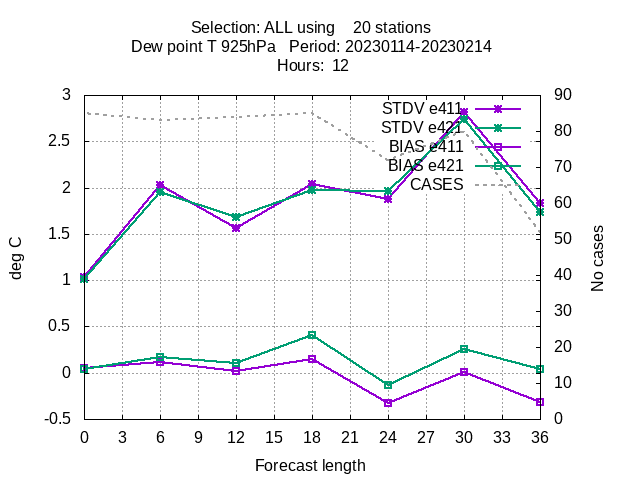 Selection: ALL using    20 stations
Dew point T 925hPa   Period: 20230114-20230214
Hours:  12
STDV e411
STDV e421
BIAS e411
BIAS e421
CASES
3
2.5
2
1.5
1
0.5
0
-0.5
deg C
90
80
70
60
50
40
30
20
10
0
No cases
0 3 6 9 12 15 18 21 24 27 30 33 36
Forecast length